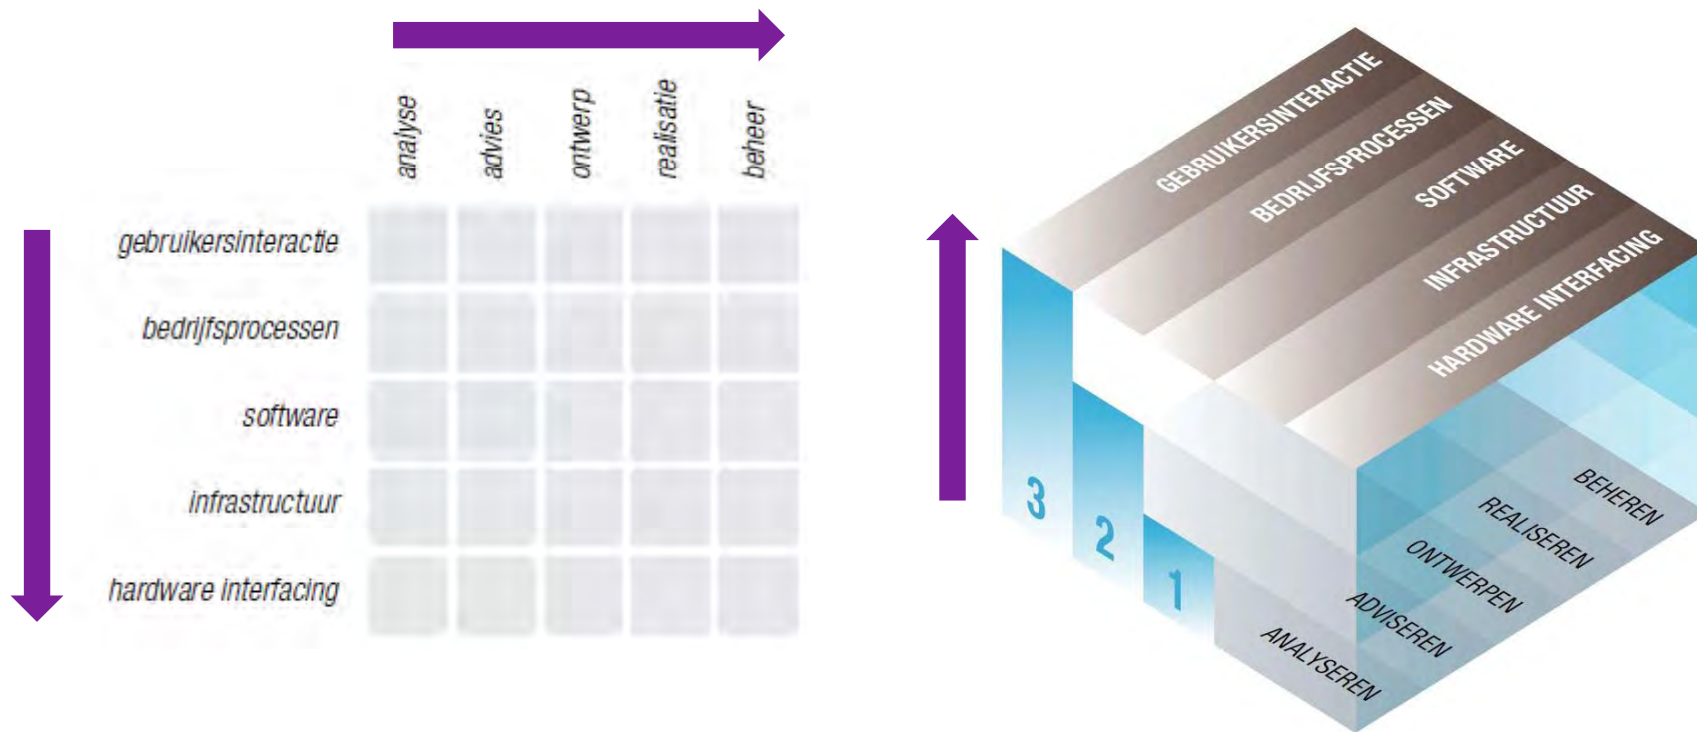 analyse
advies
ontwerp
realisatie
beheer
gebruikersinteractie
bedrijfsprocessen
software
infrastructuur
hardware interfacing
GEBRUIKERSINTERACTIE
BEDRIJFSPROCESSEN
SOFTWARE
INFRASTRUCTUUR
HARDWARE INTERFACING
3
2
1
BEHEREN
REALISEREN
ONTWERPEN
ADVISEREN
ANALYSEREN